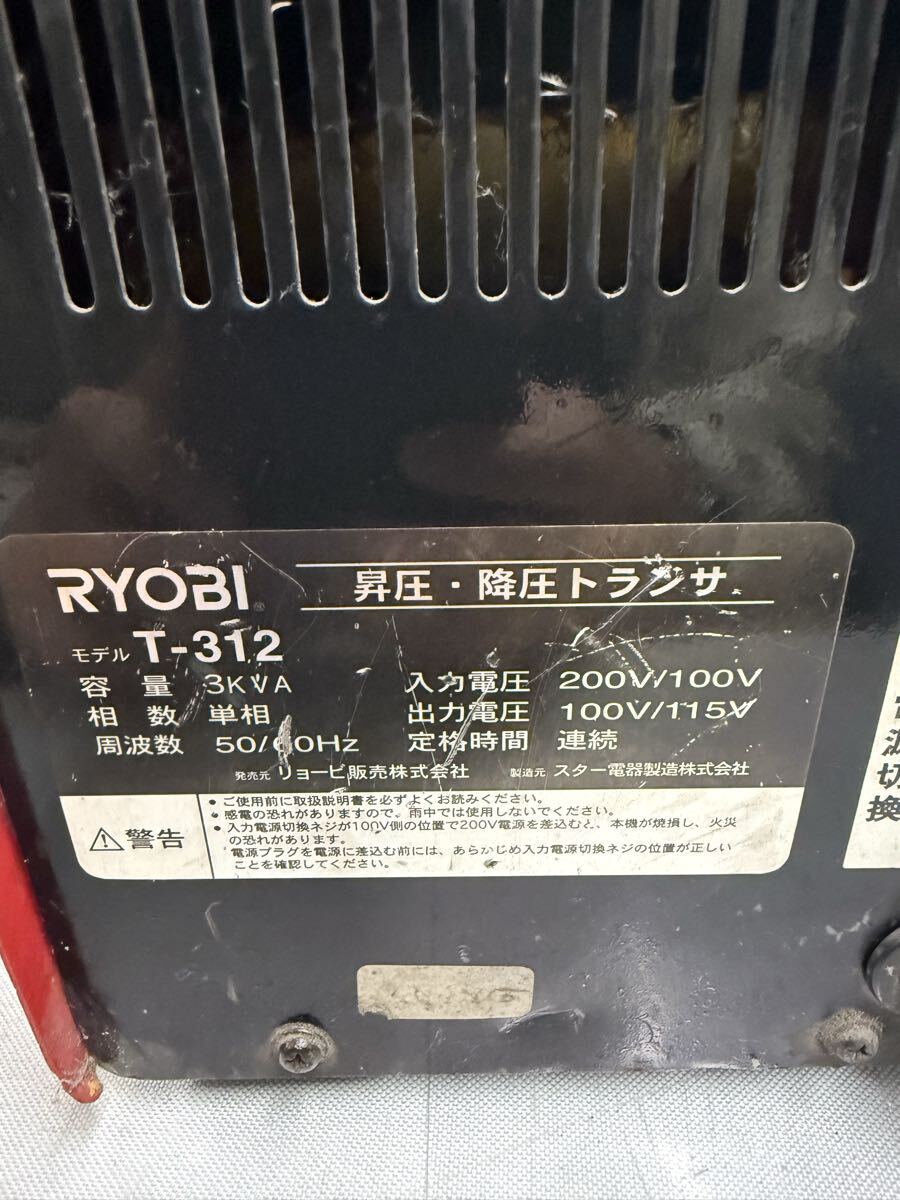 RYOBI
昇圧・降圧トランサ
モデル T-312
容量 3KVA 入力電圧 200V/100V
相数 単相 出力電圧 100V/115V
周波数 50/60Hz 定格時間 連続
発売元 リョービ販売株式会社 製造元 スター電器製造株式会社
警告
•ご使用前に取扱説明書を必ずよくお読みください。
•感電の恐れがありますので、雨中では使用しないでください。
•入力電源切換ネジが100V側の位置で200V電源を差込むと、本機が焼損し、火災
の恐れがあります。
電源プラグを電源に差込む前には、あらかじめ入力電源切換ネジの位置が正しい
ことを確認してください。
源
切
換